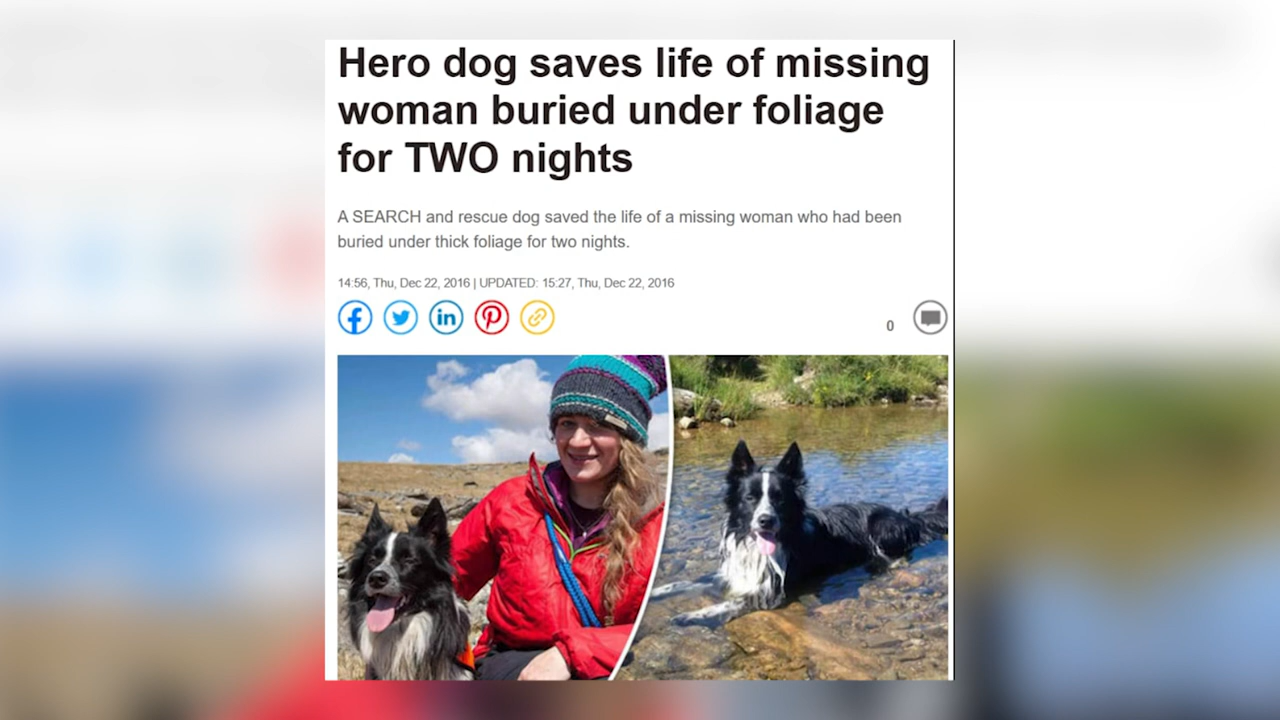 Hero dog saves life of missing
woman buried under foliage
for TWO nights
A SEARCH and rescue dog saved the life of a missing woman who had been
buried under thick foliage for two nights.
14:56, Thu, Dec 22, 2016 | UPDATED: 15:27, Thu, Dec 22, 2016
0